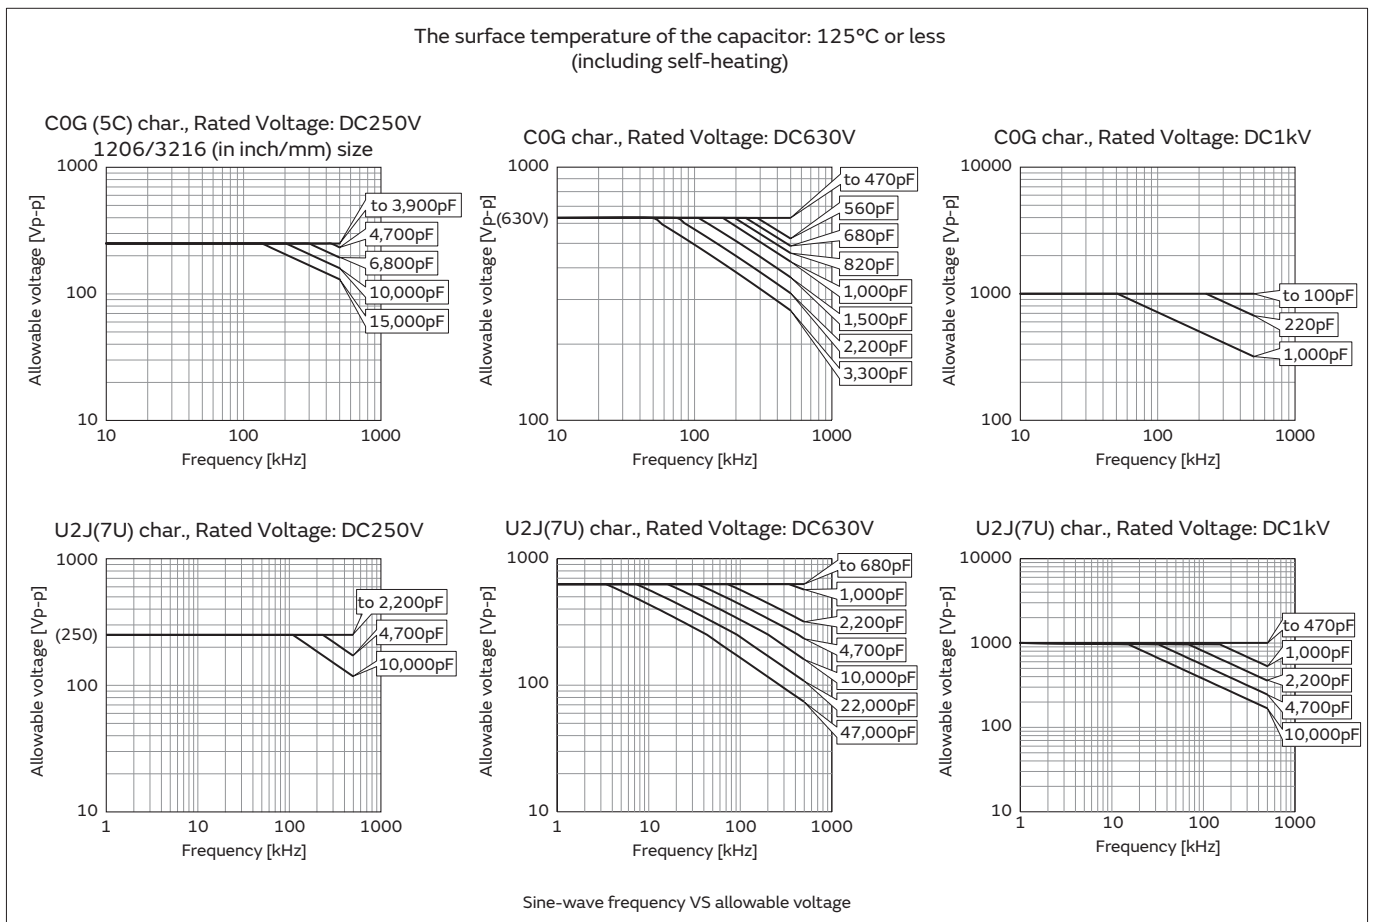 The surface temperature of the capacitor: 125°C or less
(including self-heating)
C0G (5C) char., Rated Voltage: DC250V
1206/3216 (in inch/mm) size
Allowable voltage [Vp-p]
1000
100
10
to 3,900pF
4,700pF
6,800pF
10,000pF
15,000pF
10
100
1000
Frequency [kHz]
C0G char., Rated Voltage: DC630V
Allowable voltage [Vp-p]
1000
(630V)
100
to 470pF
560pF
680pF
820pF
1,000pF
1,500pF
2,200pF
3,300pF
10
100
1000
Frequency [kHz]
C0G char., Rated Voltage: DC1kV
Allowable voltage [Vp-p]
10000
1000
100
to 100pF
220pF
1,000pF
10
100
1000
Frequency [kHz]
U2J(7U) char., Rated Voltage: DC250V
Allowable voltage [Vp-p]
1000
(250)
100
10
to 2,200pF
4,700pF
10,000pF
1
10
100
1000
Frequency [kHz]
U2J(7U) char., Rated Voltage: DC630V
Allowable voltage [Vp-p]
1000
100
10
to 680pF
1,000pF
2,200pF
4,700pF
10,000pF
22,000pF
47,000pF
1
10
100
1000
Frequency [kHz]
U2J(7U) char., Rated Voltage: DC1kV
Allowable voltage [Vp-p]
10000
1000
100
10
to 470pF
1,000pF
2,200pF
4,700pF
10,000pF
1
10
100
1000
Frequency [kHz]
Sine-wave frequency VS allowable voltage